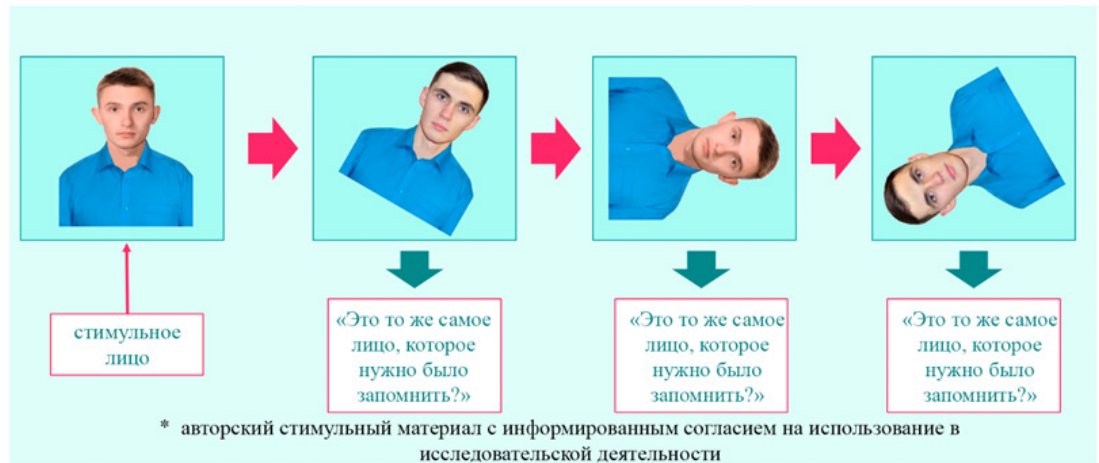 стимульное
лицо
«Это то же самое
лицо, которое
нужно было
запомнить?»
«Это то же самое
лицо, которое
нужно было
запомнить?»
«Это то же самое
лицо, которое
нужно было
запомнить?»
* авторский стимульный материал с информированным согласием на использование в
исследовательской деятельности